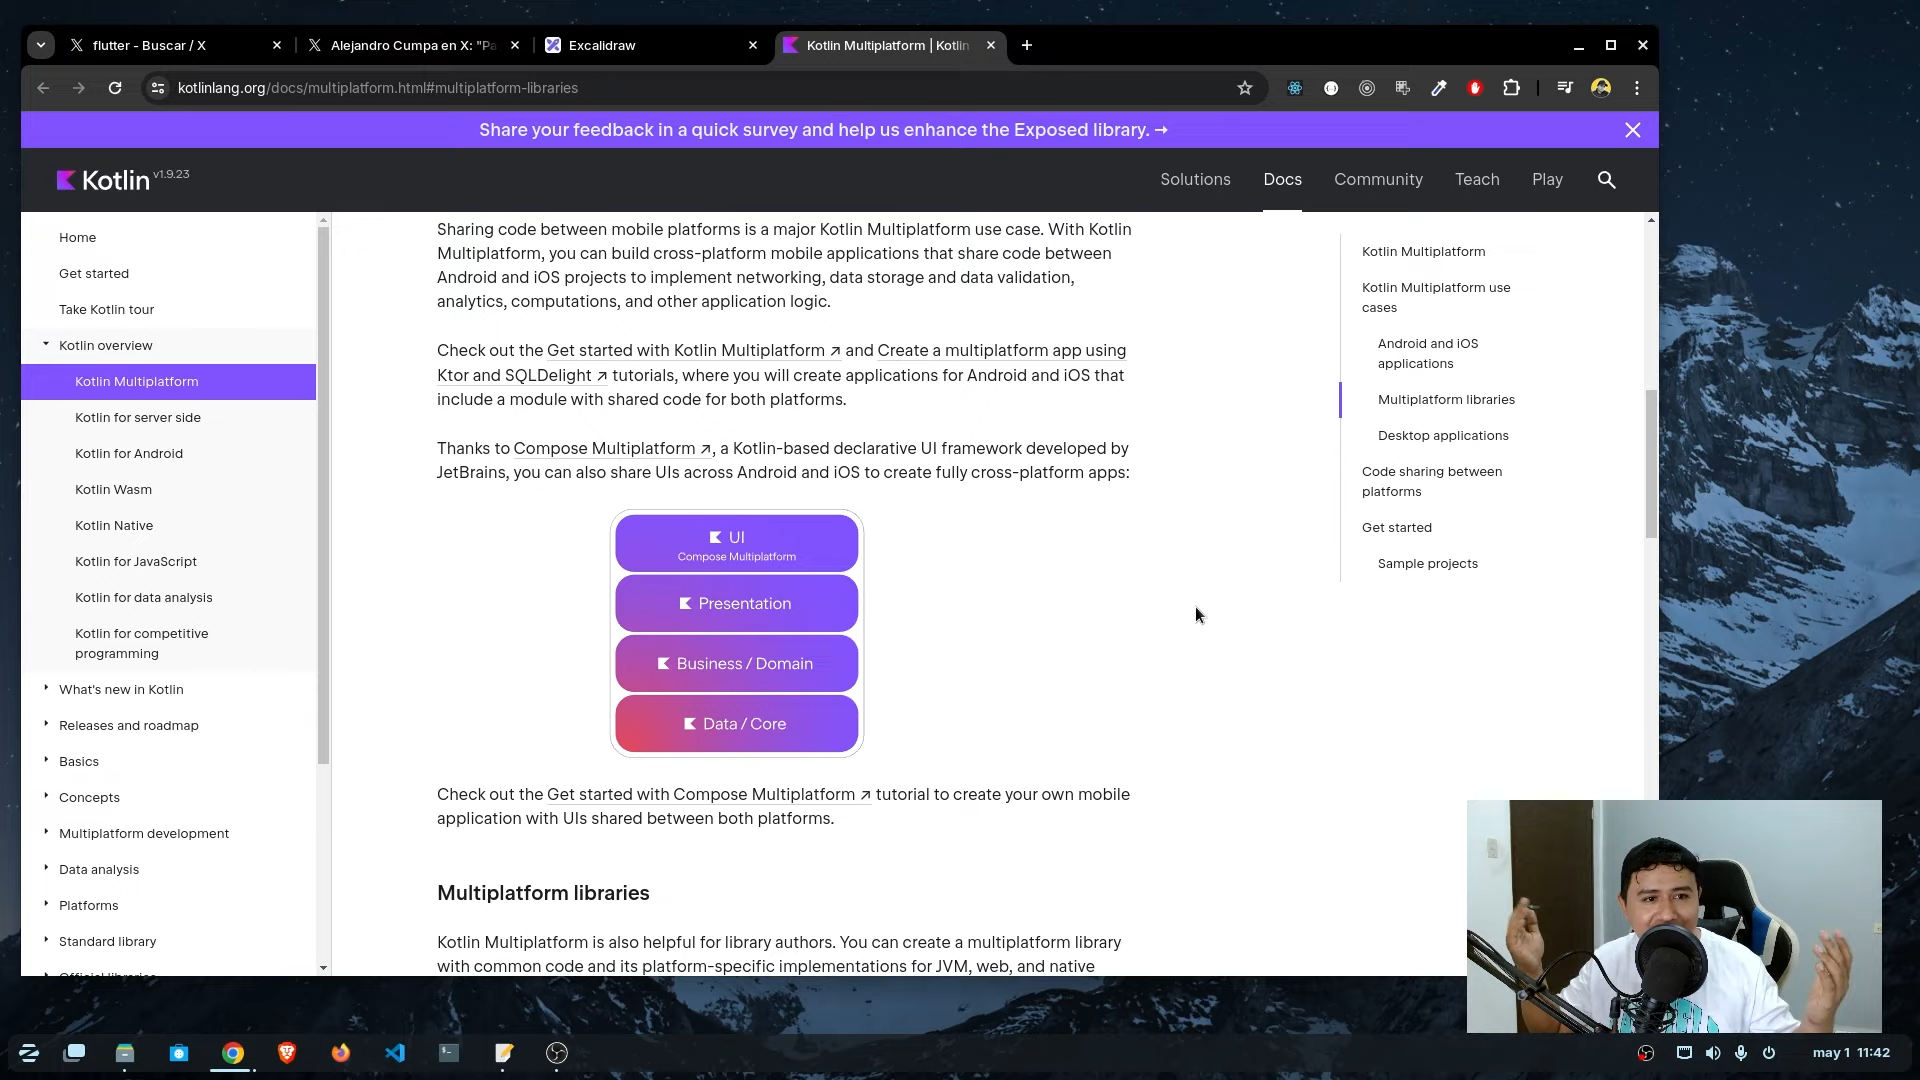 flutter - Buscar / X
Alejandro Cumpa en X: "Pa
Excalidraw
Kotlin Multiplatform | Kotlin
kotlinlang.org/docs/multiplatform.html#multiplatform-libraries
Share your feedback in a quick survey and help us enhance the Exposed library. →
Kotlin v1.9.23
Solutions
Docs
Community
Teach
Play
Home
Get started
Take Kotlin tour
Kotlin overview
Kotlin Multiplatform
Kotlin for server side
Kotlin for Android
Kotlin Wasm
Kotlin Native
Kotlin for JavaScript
Kotlin for data analysis
Kotlin for competitive
programming
What's new in Kotlin
Releases and roadmap
Basics
Concepts
Multiplatform development
Data analysis
Platforms
Standard library
Official libraries
Sharing code between mobile platforms is a major Kotlin Multiplatform use case. With Kotlin
Multiplatform, you can build cross-platform mobile applications that share code between
Android and iOS projects to implement networking, data storage and data validation,
analytics, computations, and other application logic.
Check out the Get started with Kotlin Multiplatform ↗ and Create a multiplatform app using
Ktor and SQLDelight ↗ tutorials, where you will create applications for Android and iOS that
include a module with shared code for both platforms.
Thanks to Compose Multiplatform ↗, a Kotlin-based declarative UI framework developed by
JetBrains, you can also share UIs across Android and iOS to create fully cross-platform apps:
UI
Compose Multiplatform
Presentation
Business / Domain
Data / Core
Check out the Get started with Compose Multiplatform ↗ tutorial to create your own mobile
application with UIs shared between both platforms.
Multiplatform libraries
Kotlin Multiplatform is also helpful for library authors. You can create a multiplatform library
with common code and its platform-specific implementations for JVM, web, and native
Kotlin Multiplatform
Kotlin Multiplatform use
cases
Android and iOS
applications
Multiplatform libraries
Desktop applications
Code sharing between
platforms
Get started
Sample projects
may 1 11:42